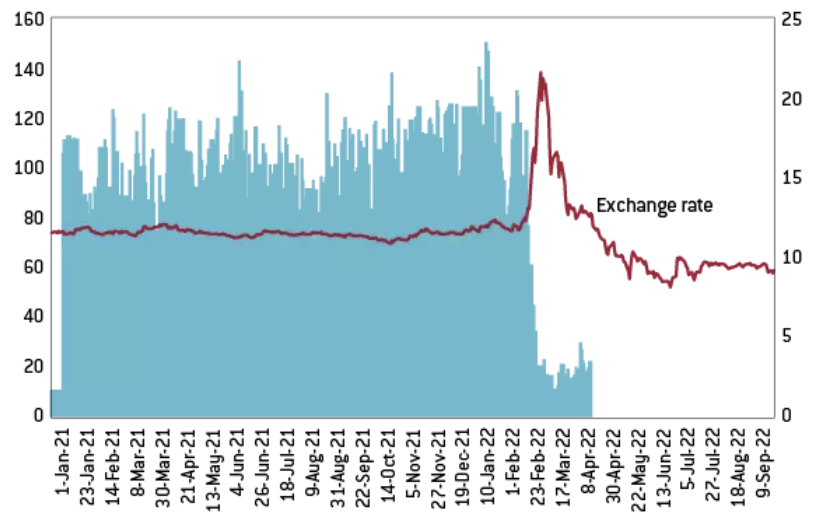 160
140
120
100
80
60
40
20
0
25
20
15
10
5
0
Exchange rate
1-Jan-21
23-Jan-21
14-Feb-21
8-Mar-21
30-Mar-21
21-Apr-21
13-May-21
4-Jun-21
26-Jun-21
18-Jul-21
9-Aug-21
31-Aug-21
22-Sep-21
14-Oct-21
5-Nov-21
27-Nov-21
19-Dec-21
10-Jan-22
1-Feb-22
23-Feb-22
17-Mar-22
8-Apr-22
30-Apr-22
22-May-22
13-Jun-22
5-Jul-22
27-Jul-22
18-Aug-22
9-Sep-22